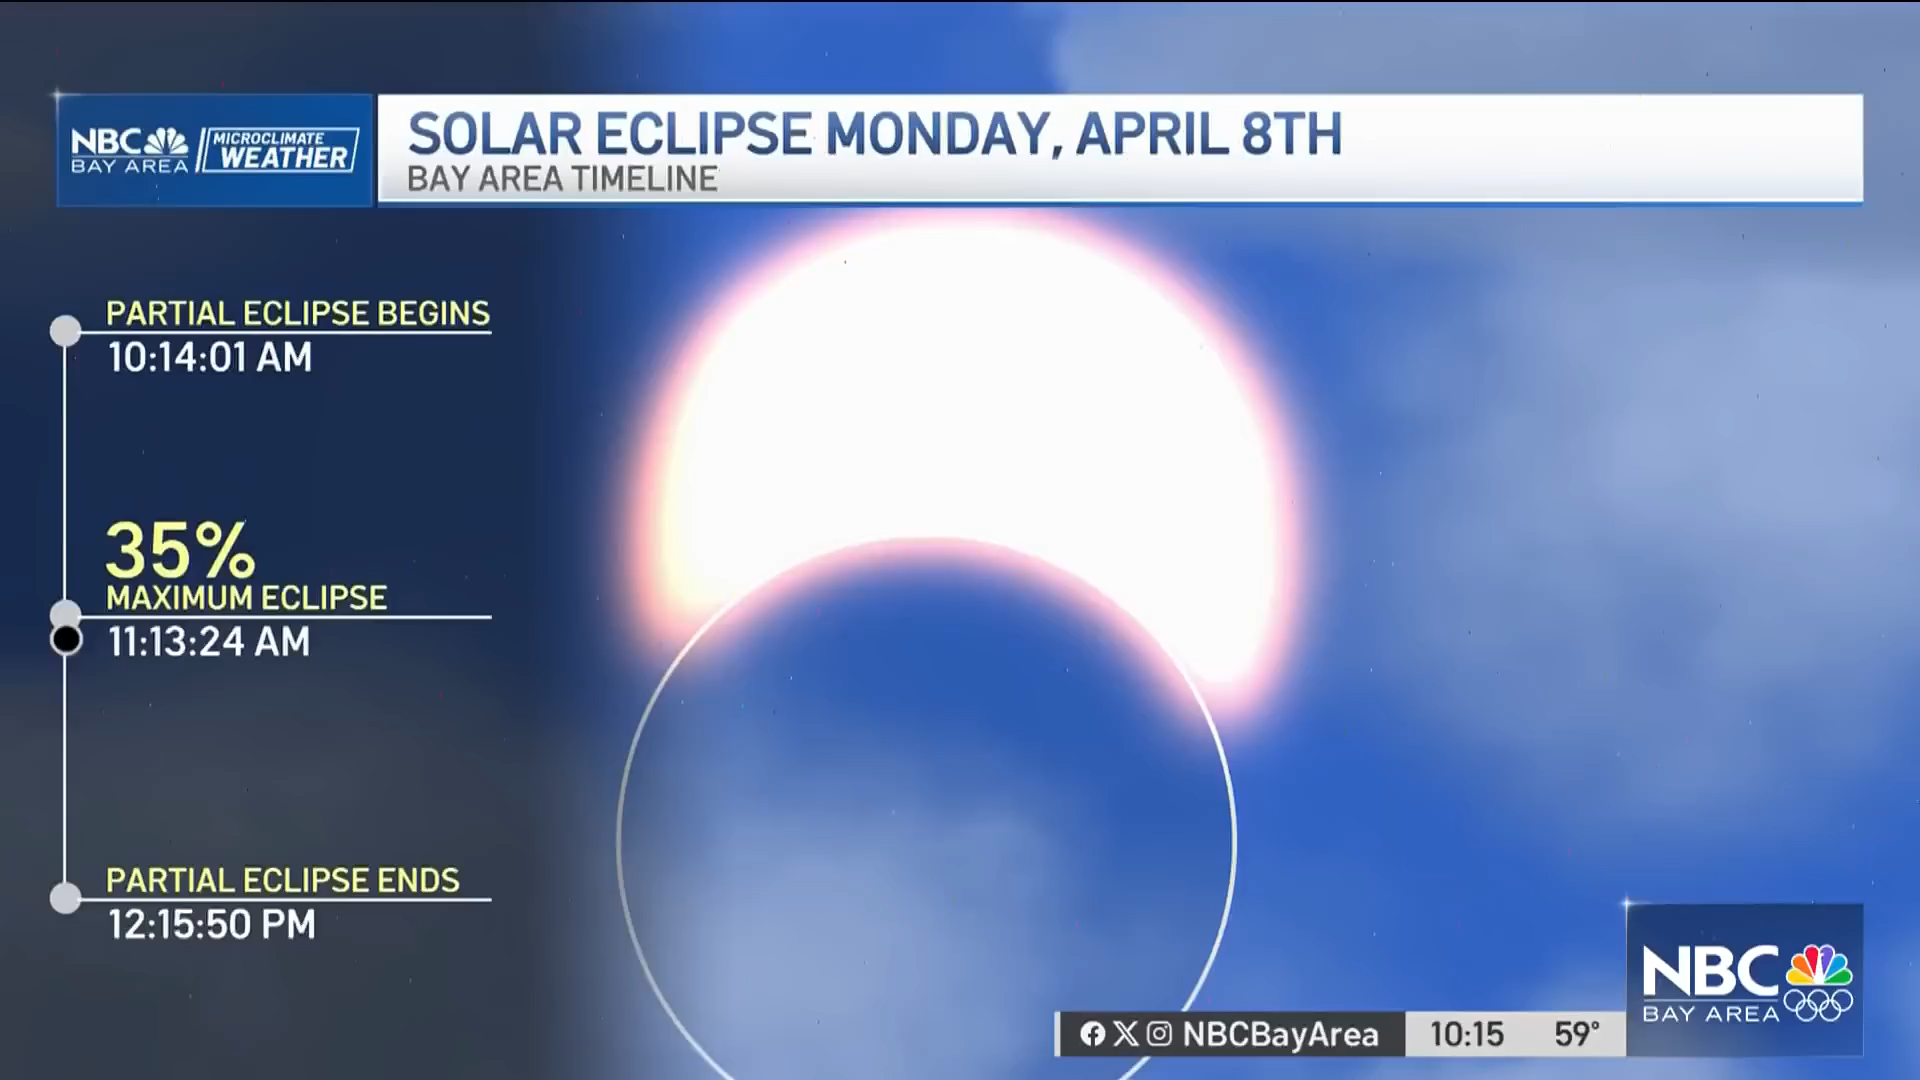 NBC
BAY AREA
MICROCLIMATE
WEATHER
SOLAR ECLIPSE MONDAY, APRIL 8TH
BAY AREA TIMELINE
PARTIAL ECLIPSE BEGINS
10:14:01 AM
35%
MAXIMUM ECLIPSE
11:13:24 AM
PARTIAL ECLIPSE ENDS
12:15:50 PM
NBCBayArea 10:15 59°
NBC
BAY AREA